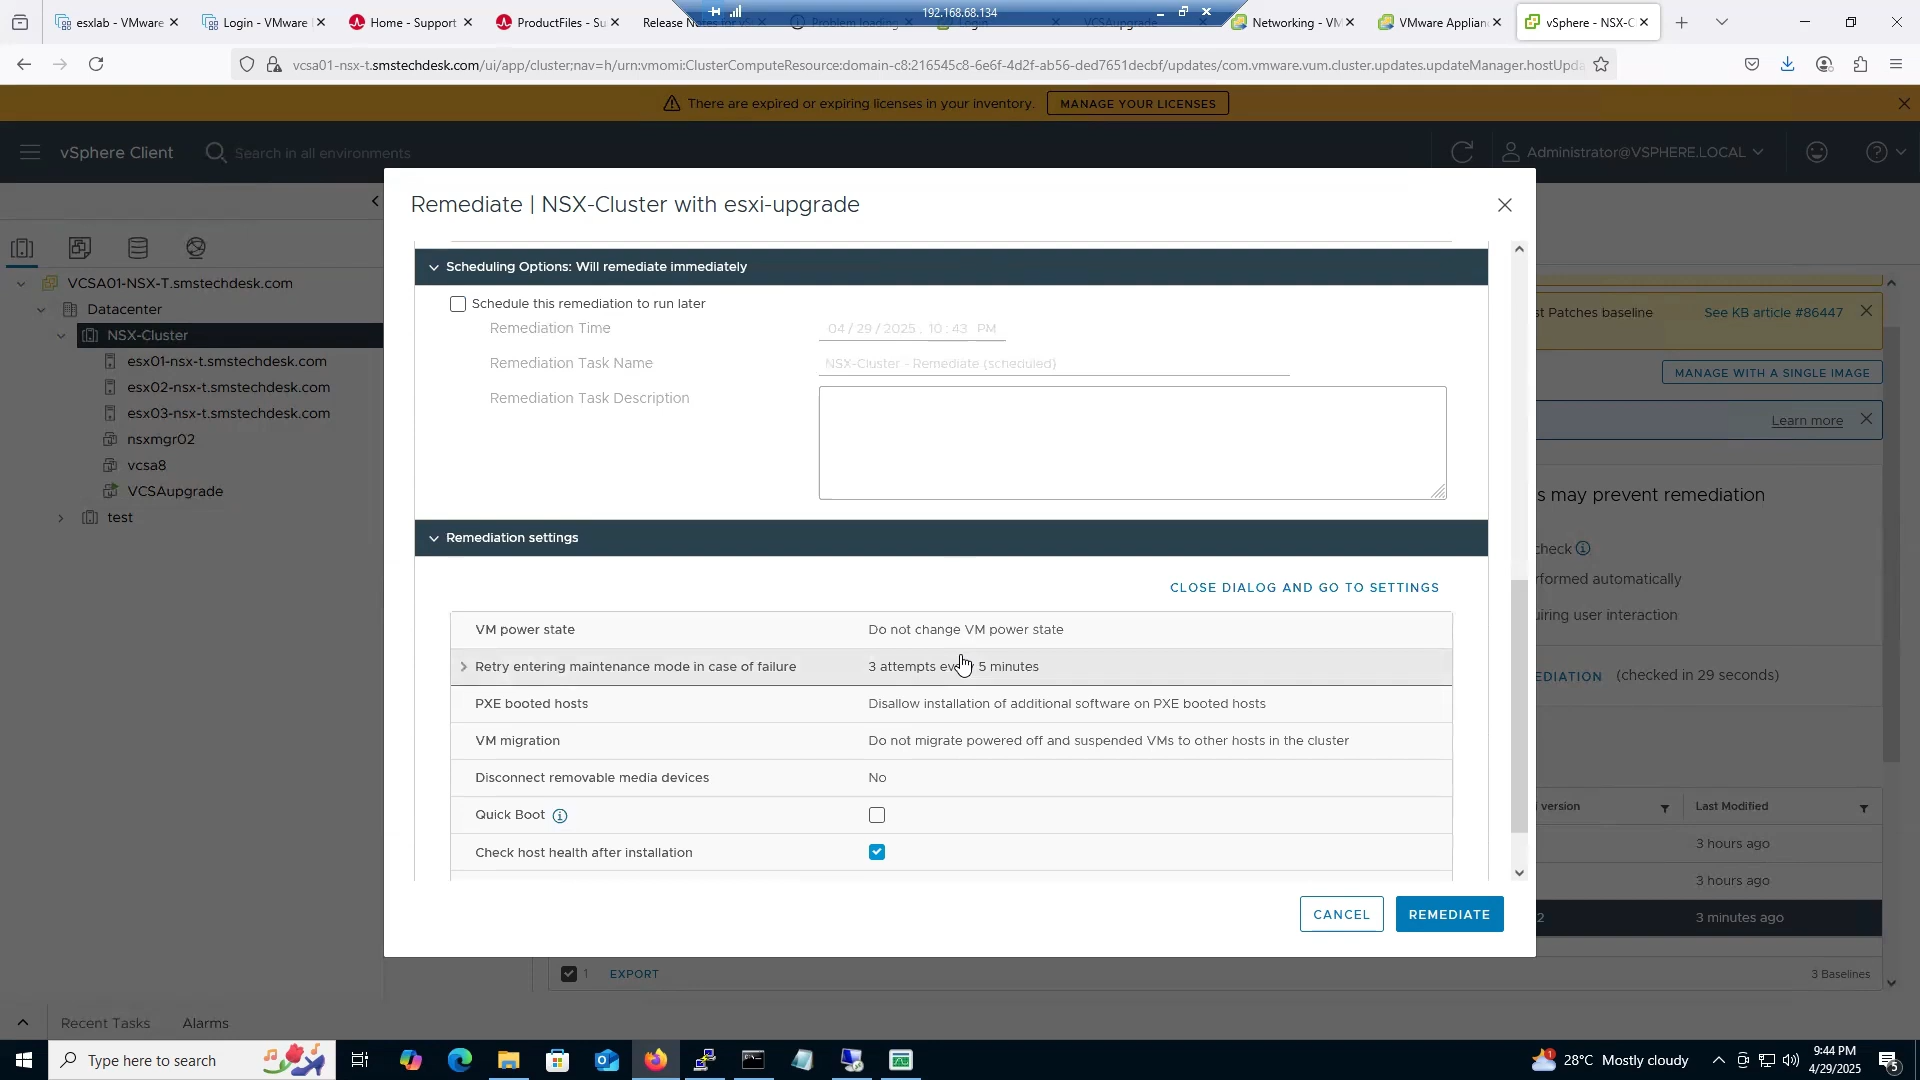 192.168.68.134
esxlab - VMware
Login - VMware
Home - Support
ProductFiles - Su
Release Notes for vS
Problem loading
Login
VCSAupgrade
Networking - VM
VMware Applian
vSphere - NSX-C
vcsa01-nsx-t.smstechdesk.com/ui/app/cluster;nav=h/urn:vmomi:ClusterComputeResource:domain-c8:216545c8-6e6f-4d2f-ab56-ded7651decbf/updates/com.vmware.vum.cluster.updates.updateManager.hostUpda
There are expired or expiring licenses in your inventory.
MANAGE YOUR LICENSES
vSphere Client
Search in all environments
Administrator@VSPHERE.LOCAL
VCSA01-NSX-T.smstechdesk.com
Datacenter
NSX-Cluster
esx01-nsx-t.smstechdesk.com
esx02-nsx-t.smstechdesk.com
esx03-nsx-t.smstechdesk.com
nsxmgr02
vcsa8
VCSAupgrade
test
Remediate | NSX-Cluster with esxi-upgrade
Scheduling Options: Will remediate immediately
Schedule this remediation to run later
Remediation Time
04 / 29 / 2025 , 10 : 43 PM
Remediation Task Name
NSX-Cluster - Remediate (scheduled)
Remediation Task Description
Remediation settings
CLOSE DIALOG AND GO TO SETTINGS
VM power state
Do not change VM power state
Retry entering maintenance mode in case of failure
3 attempts every 5 minutes
PXE booted hosts
Disallow installation of additional software on PXE booted hosts
VM migration
Do not migrate powered off and suspended VMs to other hosts in the cluster
Disconnect removable media devices
No
Quick Boot
Check host health after installation
CANCEL
REMEDIATE
st Patches baseline
See KB article #86447
MANAGE WITH A SINGLE IMAGE
Learn more
s may prevent remediation
check
formed automatically
uiring user interaction
EDIATION (checked in 29 seconds)
version
Last Modified
3 hours ago
3 hours ago
2
3 minutes ago
1
EXPORT
3 Baselines
Recent Tasks
Alarms
Type here to search
1
28°C Mostly cloudy
9:44 PM
4/29/2025
5